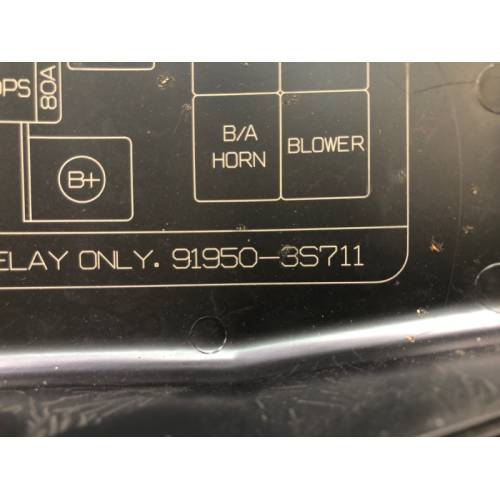 OPS
80A
B/A
HORN
BLOWER
B+
ELAY ONLY. 91950-3S711